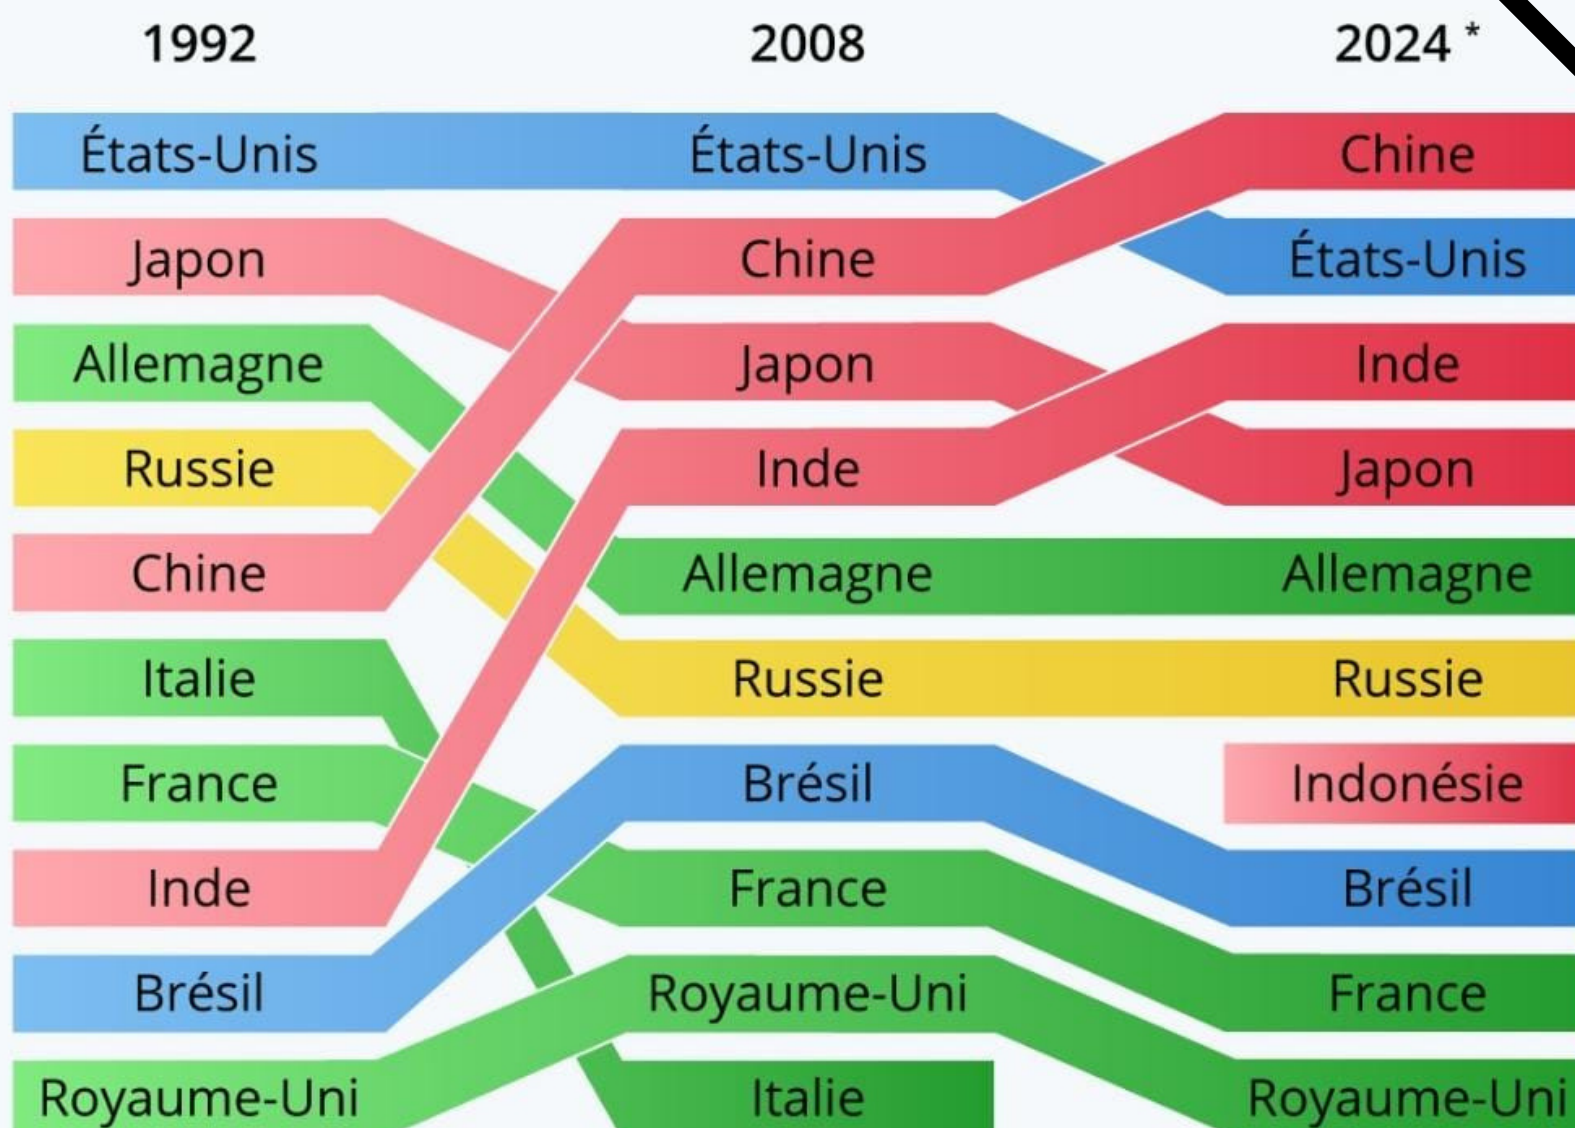 1992 2008 2024 *
États-Unis États-Unis Chine
Japon Chine États-Unis
Allemagne Japon Inde
Russie Inde Japon
Chine Allemagne Allemagne
Italie Russie Russie
France Brésil Indonésie
Inde France Brésil
Brésil Royaume-Uni France
Royaume-Uni Italie Royaume-Uni